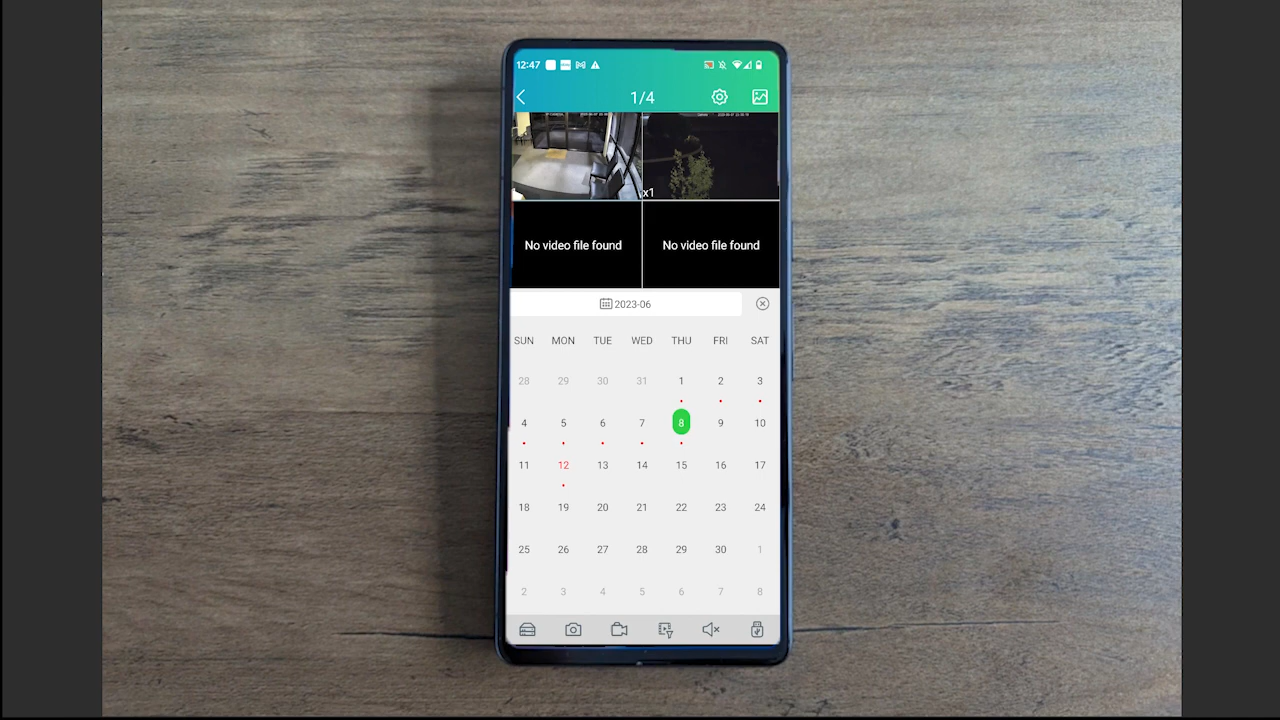 12:47
1/4
x1
No video file found No video file found
2023-06
SUN MON TUE WED THU FRI SAT
28 29 30 31 1 2 3
4 5 6 7 8 9 10
11 12 13 14 15 16 17
18 19 20 21 22 23 24
25 26 27 28 29 30 1
2 3 4 5 6 7 8